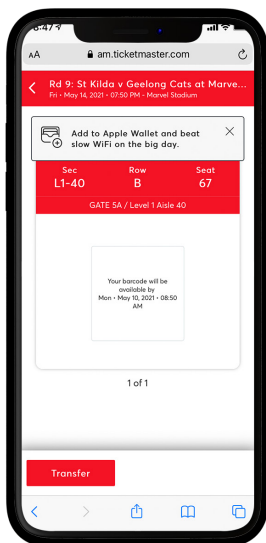 8:47
AA am.ticketmaster.com
Rd 9: St Kilda v Geelong Cats at Marve...
Fri • May 14, 2021 • 07:50 PM - Marvel Stadium
Add to Apple Wallet and beat
slow WiFi on the big day.
Sec Row Seat
L1-40 B 67
GATE 5A / Level 1 Aisle 40
Your barcode will be
available by
Mon • May 10, 2021 • 08:50
AM
1 of 1
Transfer